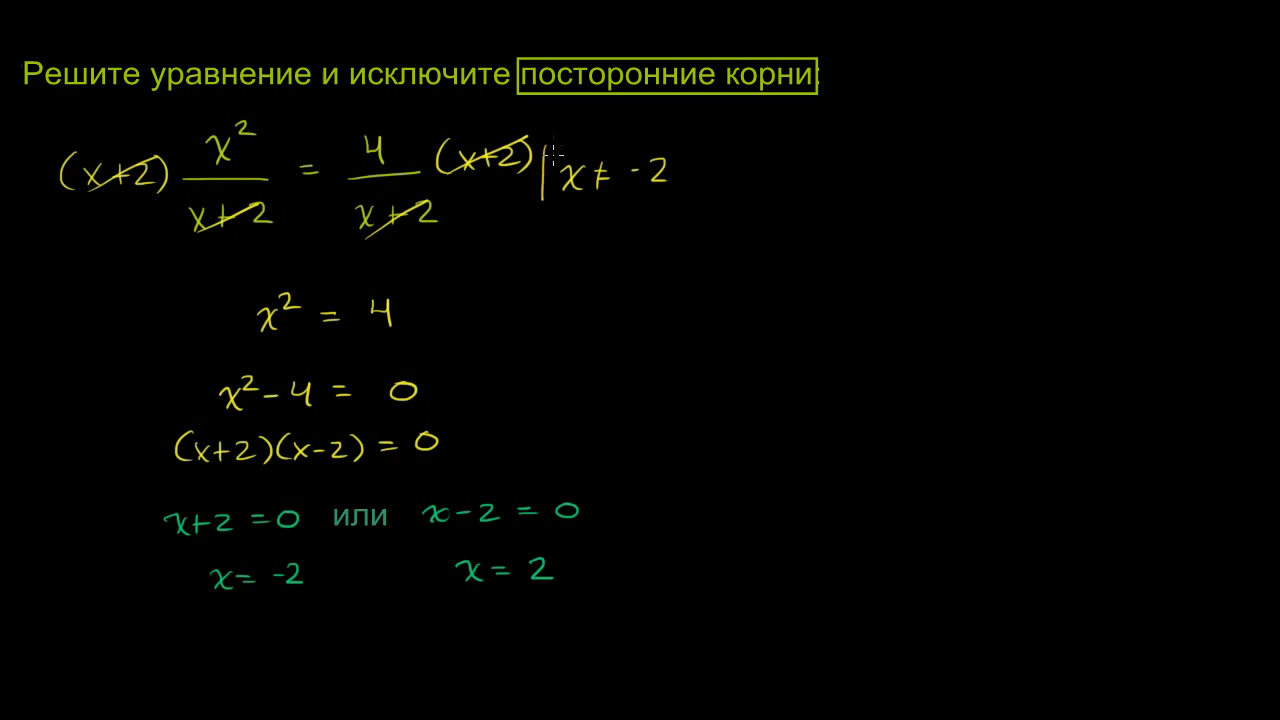 Решите уравнение и исключите посторонние корни:
(x+2) x²/(x+2) = 4/(x+2) (x+2) | x ≠ -2
x² = 4
x² - 4 = 0
(x+2)(x-2) = 0
x+2 = 0 или x-2 = 0
x = -2 x = 2